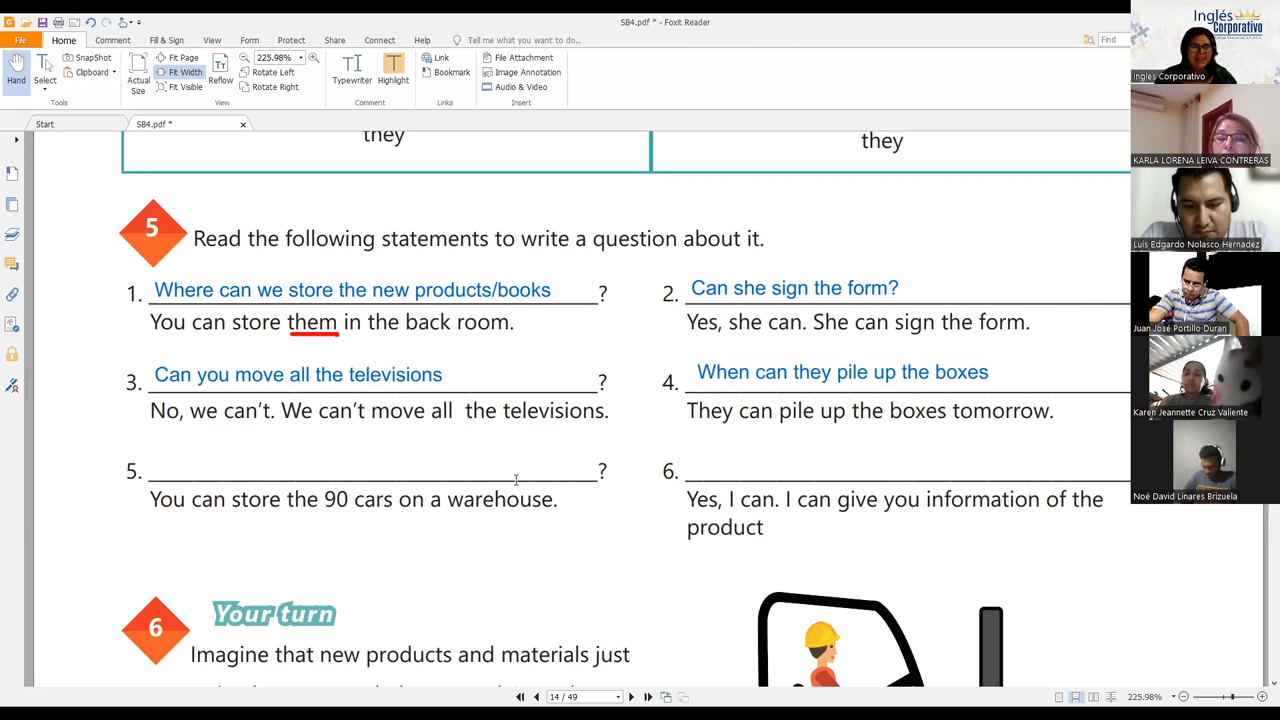 SB4.pdf * - Foxit Reader
File Home Comment Fill & Sign View Form Protect Share Connect Help Tell me what you want to do.. Find
Hand Select SnapShot Clipboard Actual Size Fit Page Fit Width Fit Visible Reflow 225.98% Rotate Left Rotate Right Typewriter Highlight Link Bookmark File Attachment Image Annotation Audio & Video
Tools View Comment Links Insert
Start SB4.pdf *
they they
5 Read the following statements to write a question about it.
1. Where can we store the new products/books ?
You can store them in the back room.
2. Can she sign the form?
Yes, she can. She can sign the form.
3. Can you move all the televisions ?
No, we can't. We can't move all the televisions.
4. When can they pile up the boxes
They can pile up the boxes tomorrow.
5. ?
You can store the 90 cars on a warehouse.
6.
Yes, I can. I can give you information of the
product
6 Your turn
Imagine that new products and materials just
14 / 49 225.98%
Inglés
Corporativo
Inglés Corporativo
KARLA LORENA LEIVA CONTRERAS
Luis Edgardo Nolasco Hernadez
Juan José Portillo Duran
Karen Jeannette Cruz Valiente
Noé David Linares Brizuela